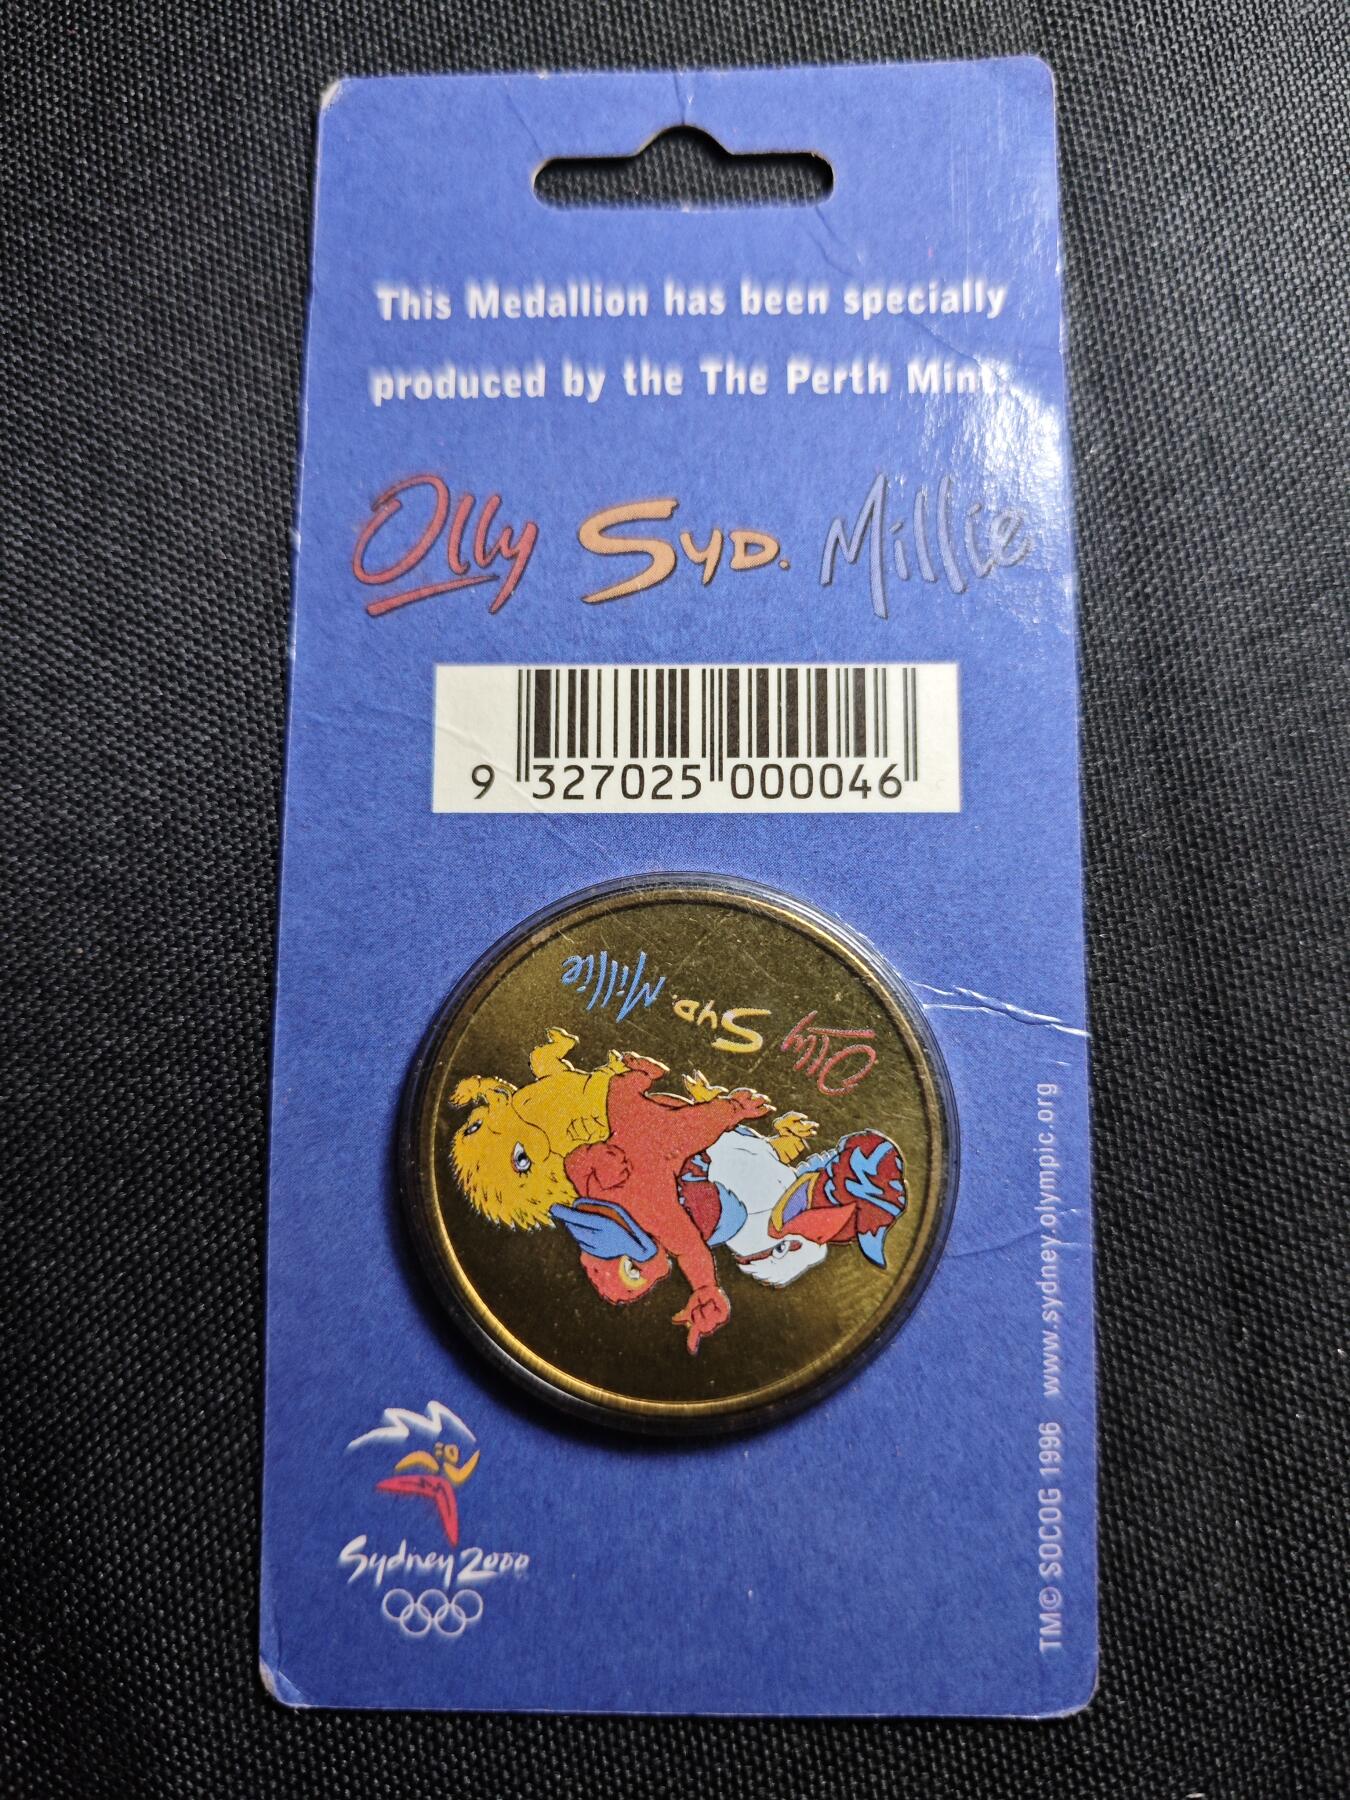 This Medallion has been specially
produced by the The Perth Mint.
Olly Syd. Millie
9 327025 000046
Olly Syd. Millie
Sydney 2000
TM© SOCOG 1996 www.sydney.olympic.org